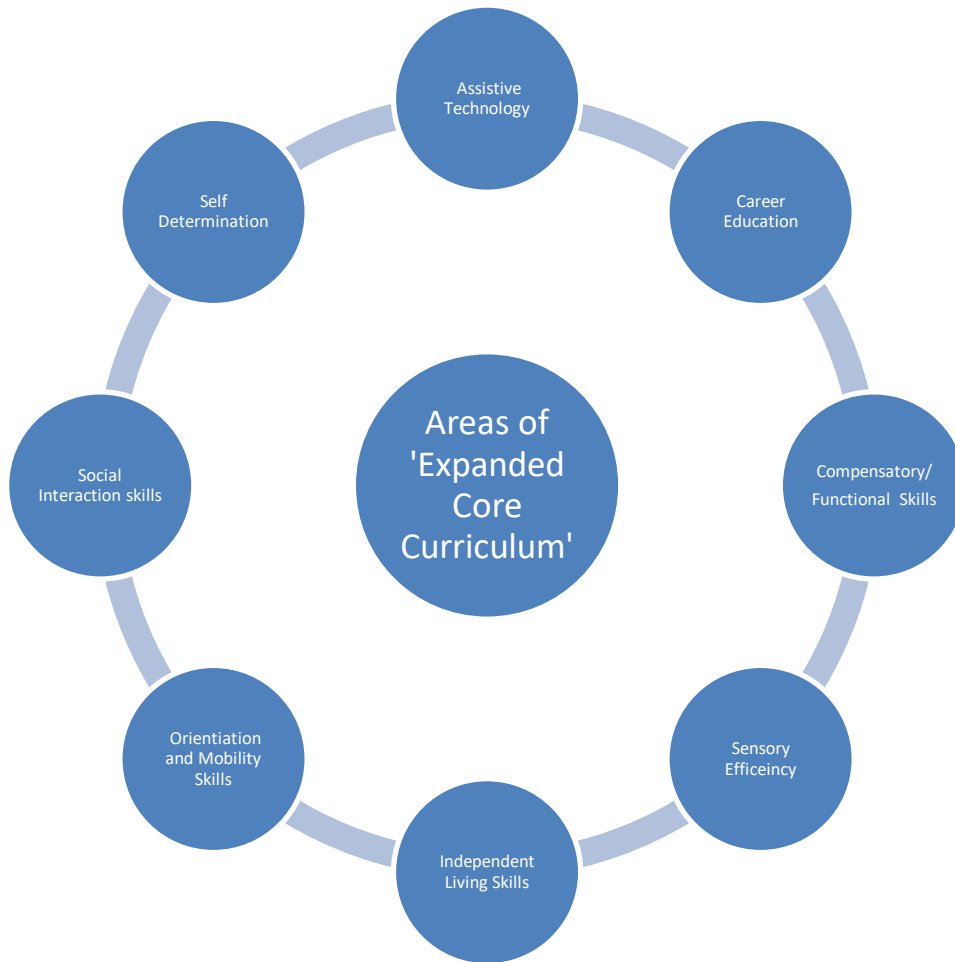 Assistive
Technology
Career
Education
Compensatory/
Functional Skills
Sensory
Efficeincy
Independent
Living Skills
Orientiation
and Mobility
Skills
Social
Interaction skills
Self
Determination
Areas of
'Expanded
Core
Curriculum'